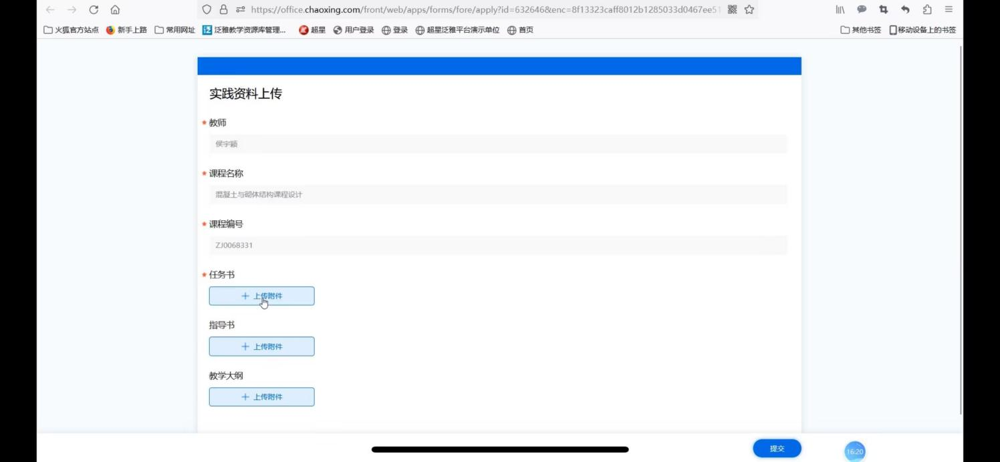 https://office.chaoxing.com/front/web/apps/forms/fore/apply?id=632646&enc=8f13323caff8012b1285033d0467ee51
火狐官方站点 新手上路 常用网址 泛雅教学资源库管理... 超星 用户登录 登录 超星泛雅平台演示单位 首页 其他书签 移动设备上的书签
实践资料上传
* 教师
侯宇颖
* 课程名称
混凝土与砌体结构课程设计
* 课程编号
ZJ0068331
* 任务书
+ 上传附件
指导书
+ 上传附件
教学大纲
+ 上传附件
提交
16:20